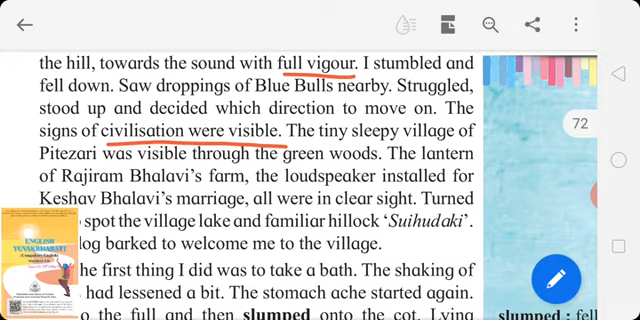 the hill, towards the sound with full vigour. I stumbled and
fell down. Saw droppings of Blue Bulls nearby. Struggled,
stood up and decided which direction to move on. The
signs of civilisation were visible. The tiny sleepy village of
Pitezari was visible through the green woods. The lantern
of Rajiram Bhalavi's farm, the loudspeaker installed for
Keshav Bhalavi's marriage, all were in clear sight. Turned
spot the village lake and familiar hillock 'Suihudaki'.
barked to welcome me to the village.
first thing I did was to take a bath. The shaking of
had lessened a bit. The stomach ache started again.
the full and then slumped onto the cot. Lying
slumped : fell
72
ENGLISH
YUVAKBHARATI